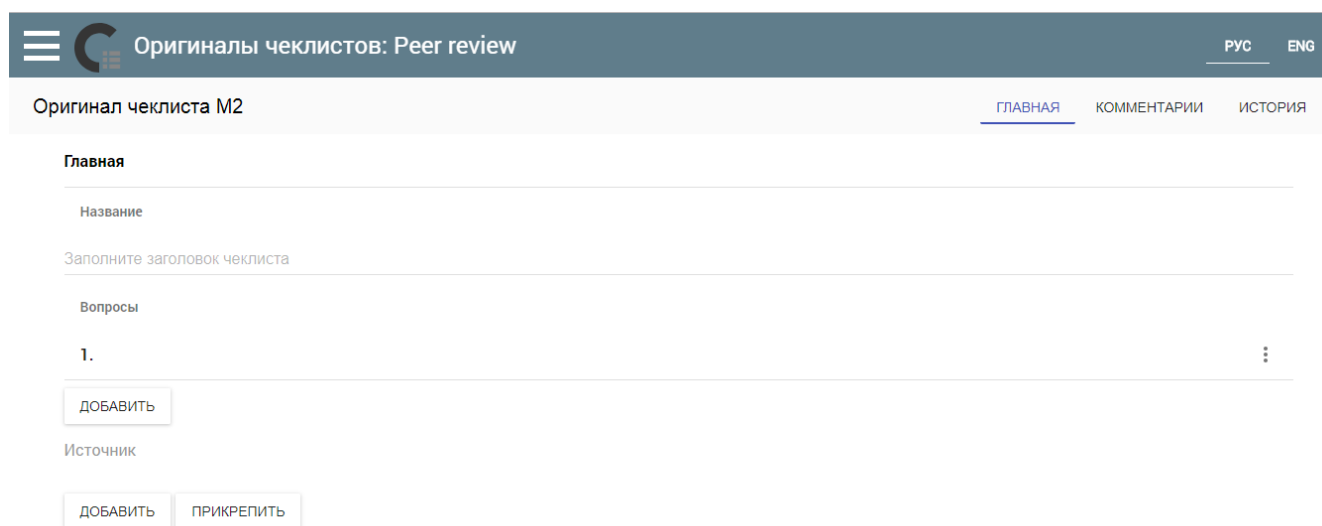 Оригиналы чеклистов: Peer review РУС ENG
Оригинал чеклиста M2 ГЛАВНАЯ КОММЕНТАРИИ ИСТОРИЯ
Главная
Название
Заполните заголовок чеклиста
Вопросы
1.
ДОБАВИТЬ
Источник
ДОБАВИТЬ ПРИКРЕПИТЬ